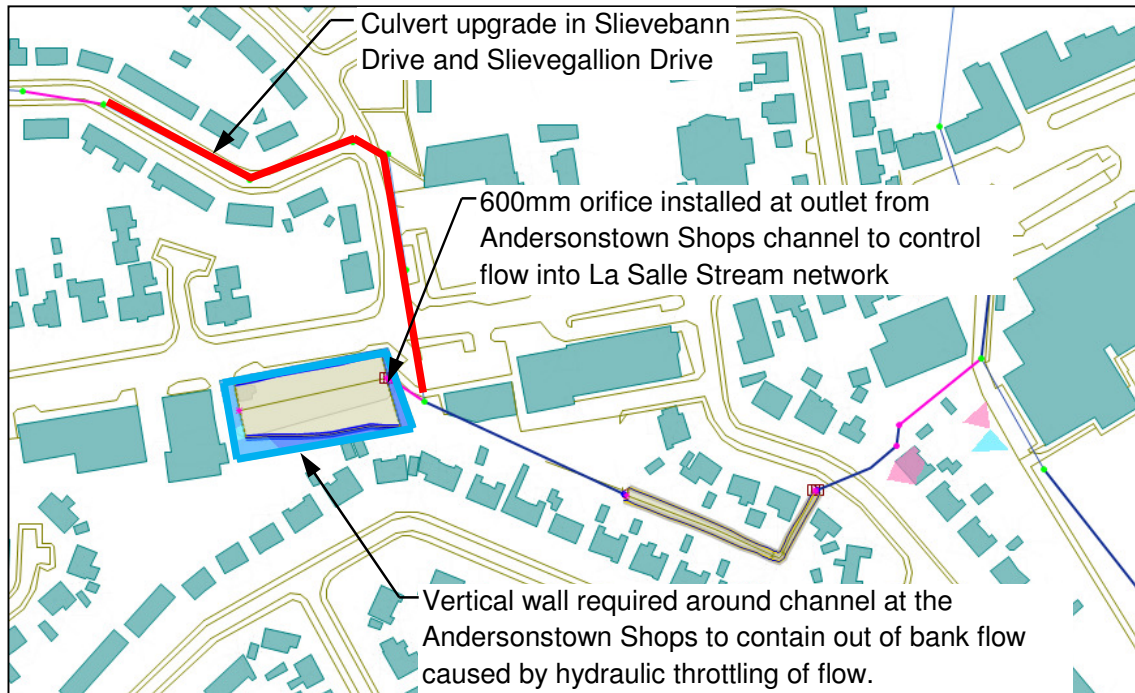 Culvert upgrade in Slievebann
Drive and Slievegallion Drive
600mm orifice installed at outlet from
Andersonstown Shops channel to control
flow into La Salle Stream network
Vertical wall required around channel at the
Andersonstown Shops to contain out of bank flow
caused by hydraulic throttling of flow.